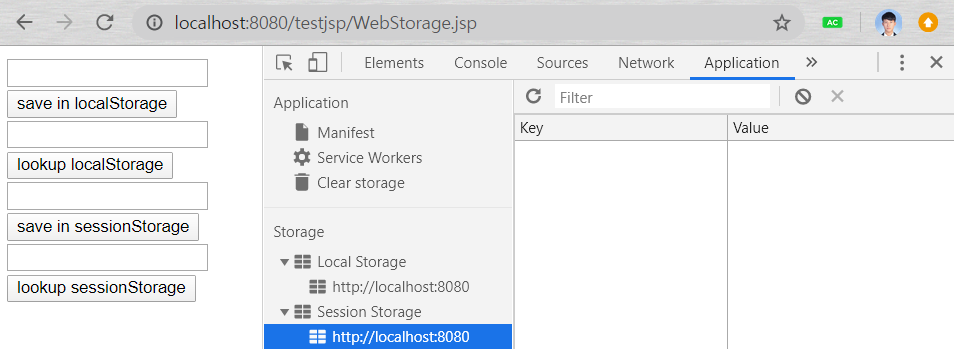 localhost:8080/testjsp/WebStorage.jsp
AC
save in localStorage
lookup localStorage
save in sessionStorage
lookup sessionStorage
Elements Console Sources Network Application »
Application
Manifest
Service Workers
Clear storage
Storage
Local Storage
http://localhost:8080
Session Storage
http://localhost:8080
Filter
Key Value